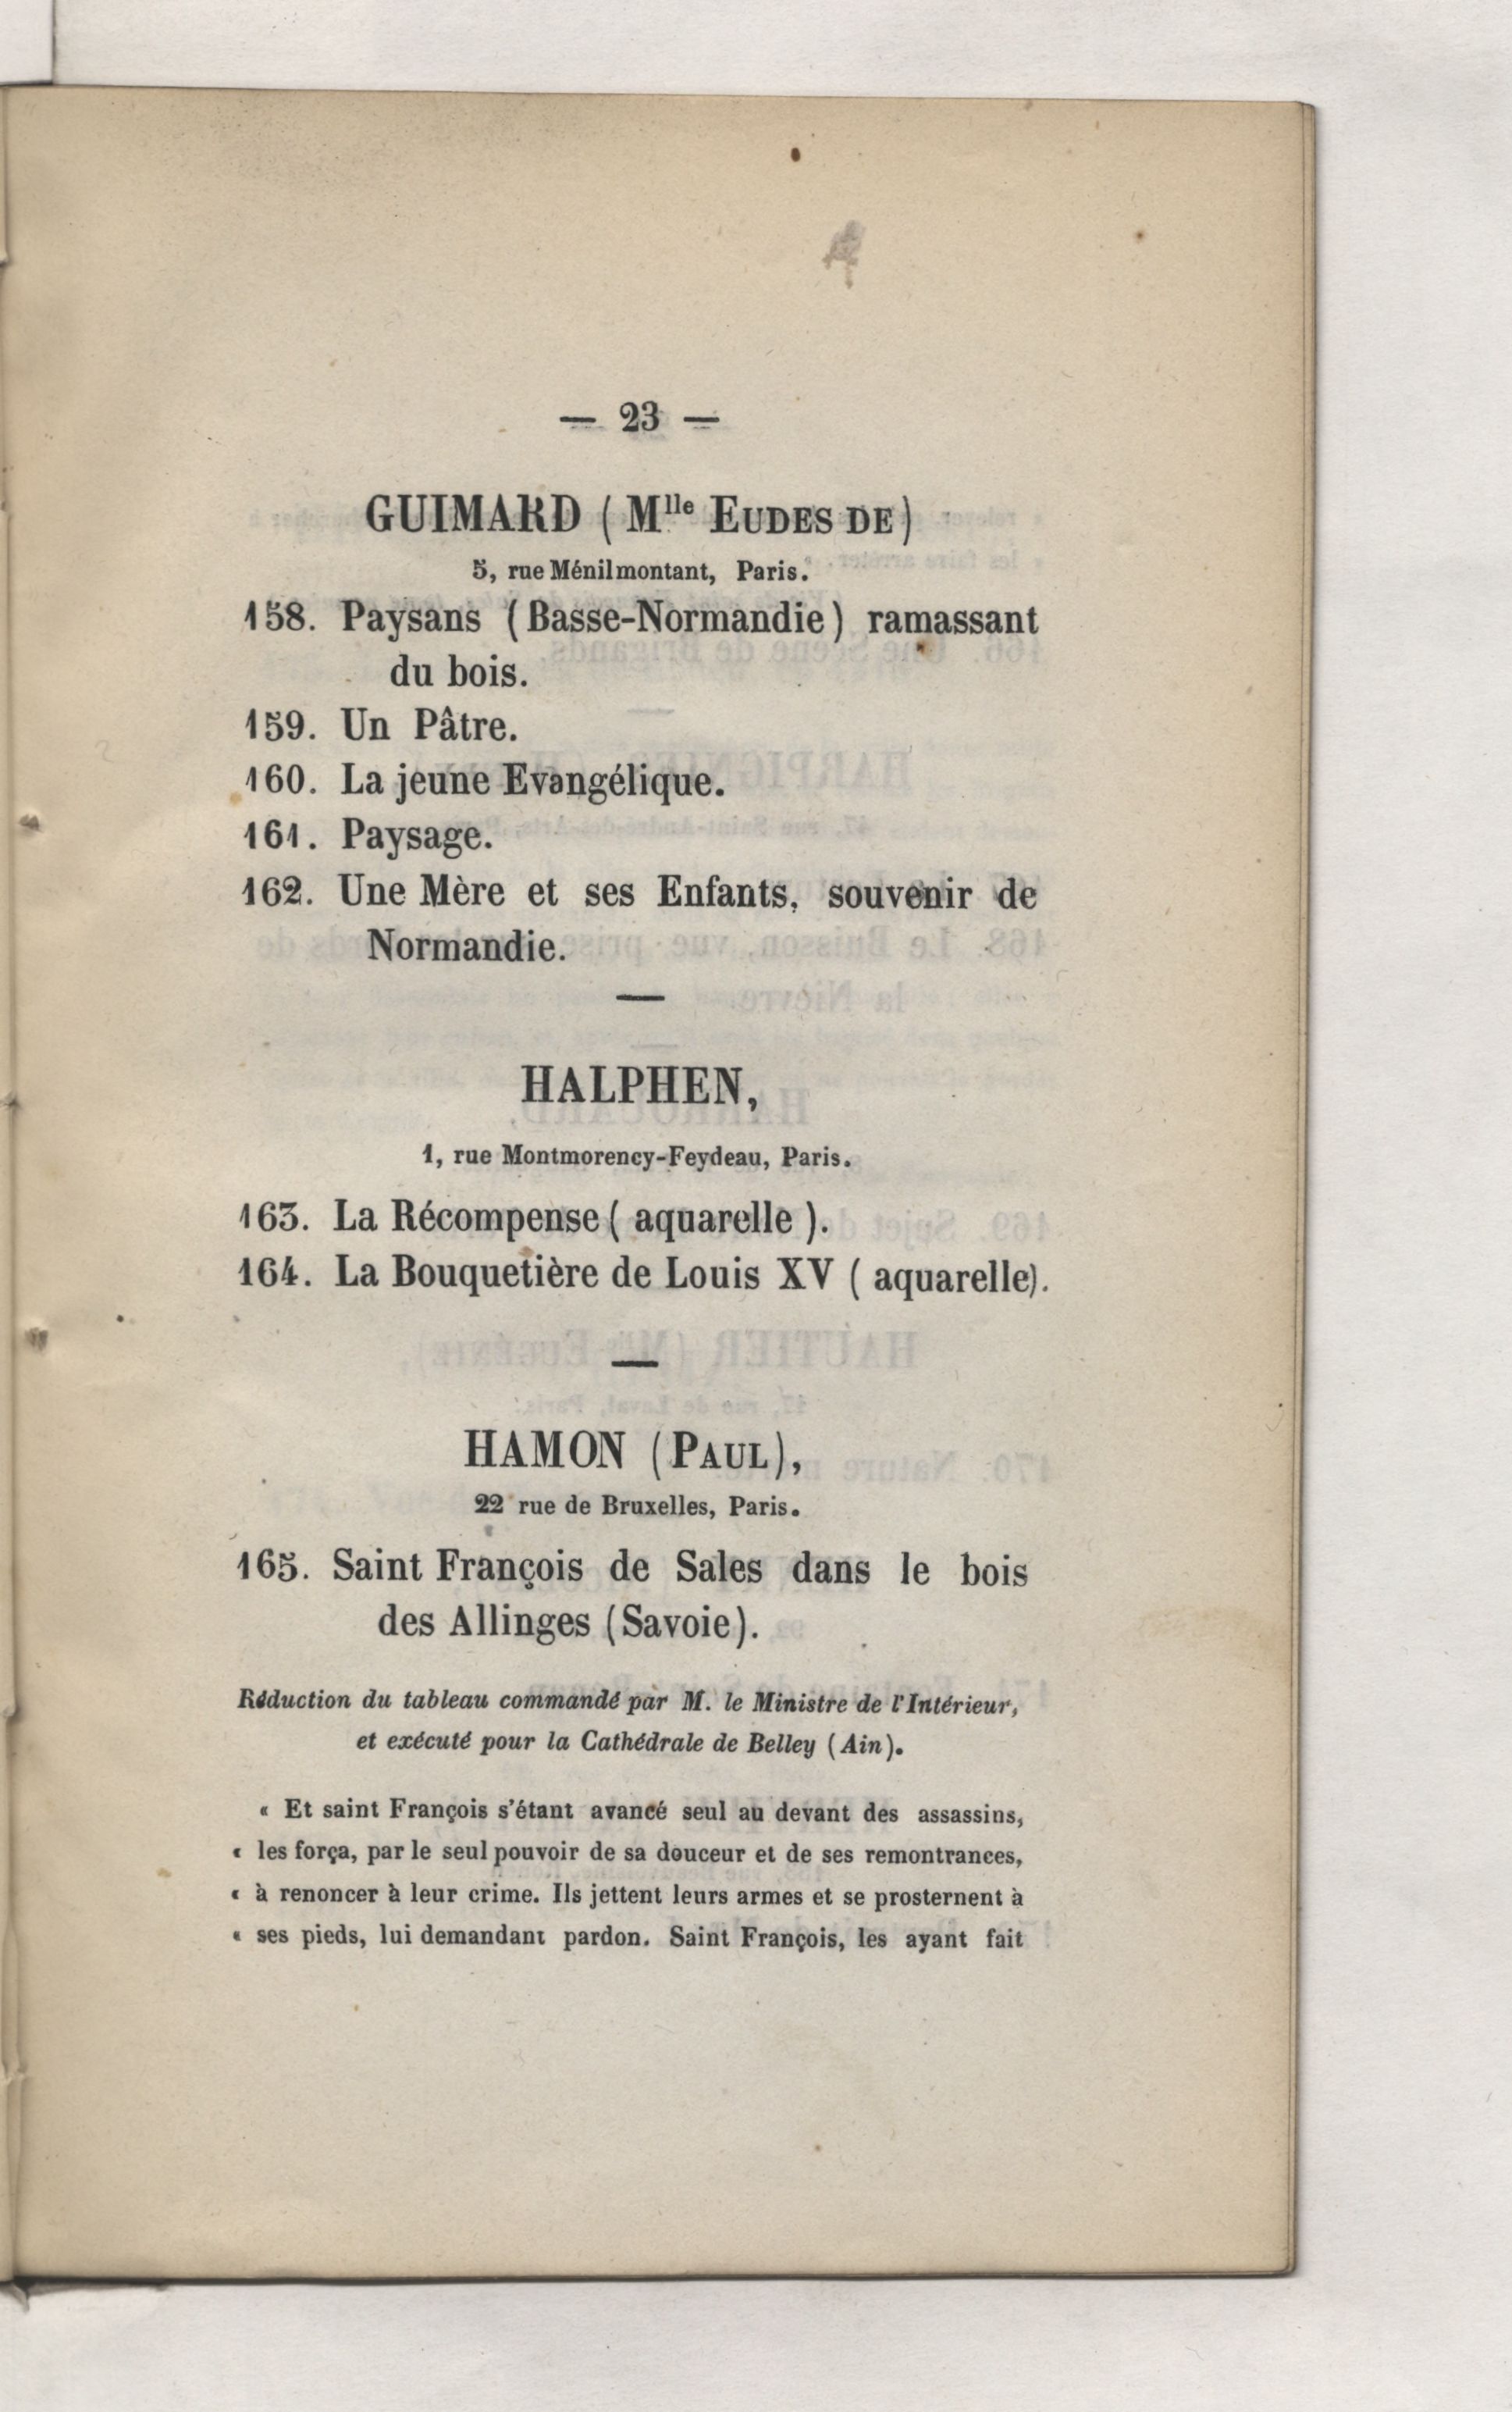 — 23 —
GUIMARD (Mlle EUDES DE)
5, rue Ménilmontant, Paris.
158. Paysans (Basse-Normandie) ramassant
du bois.
159. Un Pâtre.
160. La jeune Evangélique.
161. Paysage.
162. Une Mère et ses Enfants, souvenir de
Normandie.
—
HALPHEN,
1, rue Montmorency-Feydeau, Paris.
163. La Récompense ( aquarelle ).
164. La Bouquetière de Louis XV ( aquarelle).
—
HAMON (PAUL),
22 rue de Bruxelles, Paris.
165. Saint François de Sales dans le bois
des Allinges (Savoie).
Réduction du tableau commandé par M. le Ministre de l'Intérieur,
et exécuté pour la Cathédrale de Belley (Ain).
« Et saint François s'étant avancé seul au devant des assassins,
« les força, par le seul pouvoir de sa douceur et de ses remontrances,
« à renoncer à leur crime. Ils jettent leurs armes et se prosternent à
« ses pieds, lui demandant pardon. Saint François, les ayant fait